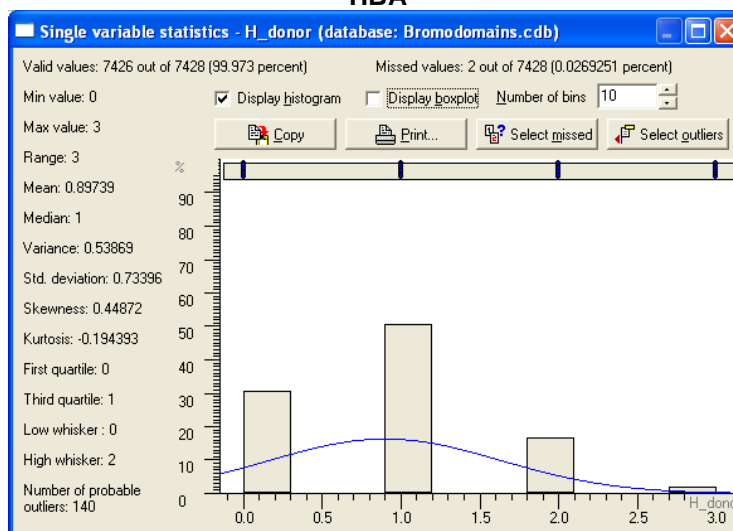 HBA
Single variable statistics - H_donor (database: Bromodomains.cdb)
Valid values: 7426 out of 7428 (99.973 percent) Missed values: 2 out of 7428 (0.0269251 percent)
Min value: 0
Display histogram Display boxplot Number of bins 10
Max value: 3
Copy Print... Select missed Select outliers
Range: 3
Mean: 0.89739
Median: 1
Variance: 0.53869
Std. deviation: 0.73396
Skewness: 0.44872
Kurtosis: -0.194393
First quartile: 0
Third quartile: 1
Low whisker : 0
High whisker: 2
Number of probable
outliers: 140
%
90
80
70
60
50
40
30
20
10
0
0.0 0.5 1.0 1.5 2.0 2.5 3.0